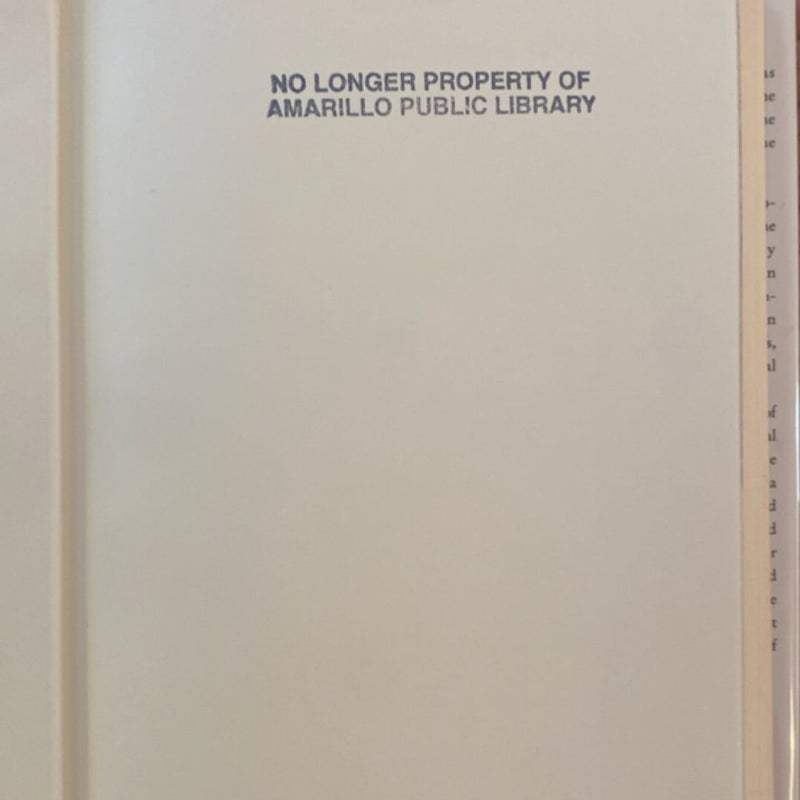 NO LONGER PROPERTY OF
AMARILLO PUBLIC LIBRARY